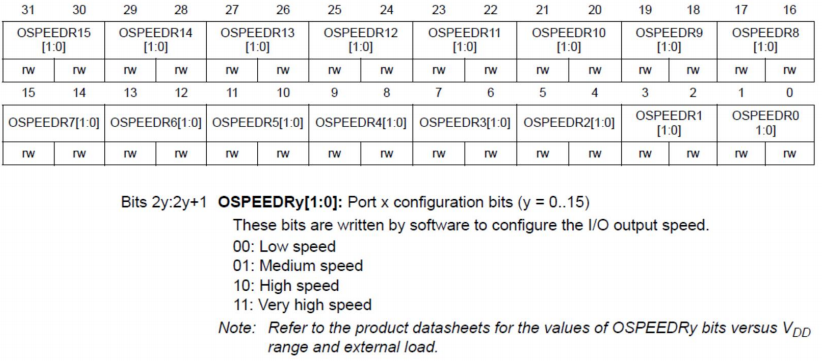 31 30 29 28 27 26 25 24 23 22 21 20 19 18 17 16
OSPEEDR15 OSPEEDR14 OSPEEDR13 OSPEEDR12 OSPEEDR11 OSPEEDR10 OSPEEDR9 OSPEEDR8
[1:0] [1:0] [1:0] [1:0] [1:0] [1:0] [1:0] [1:0]
rw rw rw rw rw rw rw rw rw rw rw rw rw rw rw rw
15 14 13 12 11 10 9 8 7 6 5 4 3 2 1 0
OSPEEDR7[1:0] OSPEEDR6[1:0] OSPEEDR5[1:0] OSPEEDR4[1:0] OSPEEDR3[1:0] OSPEEDR2[1:0] OSPEEDR1 OSPEEDR0
[1:0] 1:0]
rw rw rw rw rw rw rw rw rw rw rw rw rw rw rw rw
Bits 2y:2y+1 OSPEEDRy[1:0]: Port x configuration bits (y = 0..15)
These bits are written by software to configure the I/O output speed.
00: Low speed
01: Medium speed
10: High speed
11: Very high speed
Note: Refer to the product datasheets for the values of OSPEEDRy bits versus VDD
range and external load.